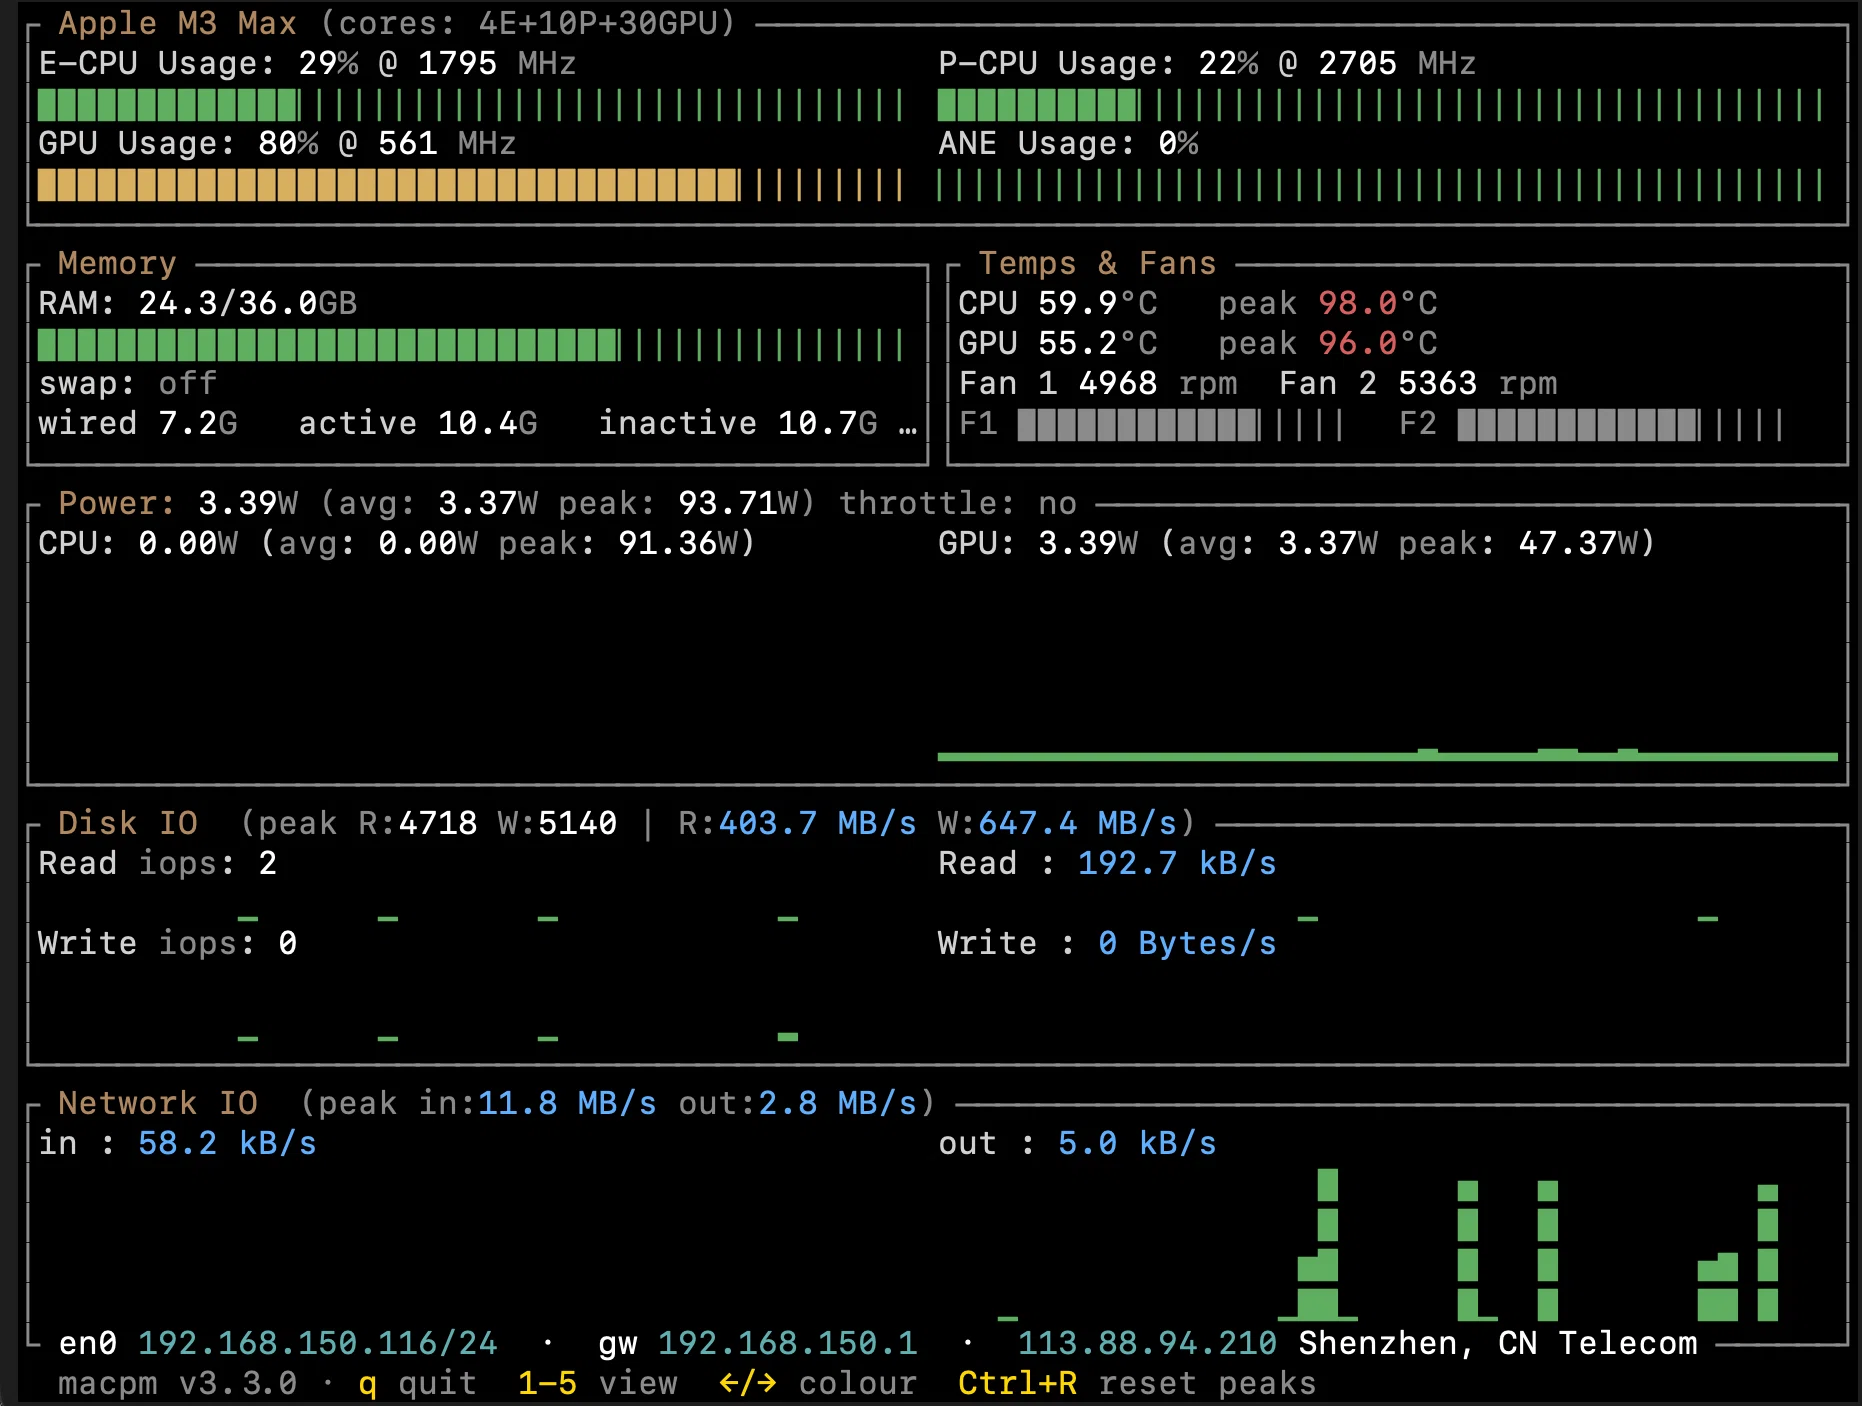 Apple M3 Max (cores: 4E+10P+30GPU)
E-CPU Usage: 29% @ 1795 MHz P-CPU Usage: 22% @ 2705 MHz
GPU Usage: 80% @ 561 MHz ANE Usage: 0%
Memory
RAM: 24.3/36.0GB
swap: off
wired 7.2G active 10.4G inactive 10.7G …
Temps & Fans
CPU 59.9°C peak 98.0°C
GPU 55.2°C peak 96.0°C
Fan 1 4968 rpm Fan 2 5363 rpm
F1 F2
Power: 3.39W (avg: 3.37W peak: 93.71W) throttle: no
CPU: 0.00W (avg: 0.00W peak: 91.36W) GPU: 3.39W (avg: 3.37W peak: 47.37W)
Disk IO (peak R:4718 W:5140 | R:403.7 MB/s W:647.4 MB/s)
Read iops: 2 Read : 192.7 kB/s
Write iops: 0 Write : 0 Bytes/s
Network IO (peak in:11.8 MB/s out:2.8 MB/s)
in : 58.2 kB/s out : 5.0 kB/s
en0 192.168.150.116/24 · gw 192.168.150.1 · 113.88.94.210 Shenzhen, CN Telecom
macpm v3.3.0 · q quit 1-5 view ←/→ colour Ctrl+R reset peaks